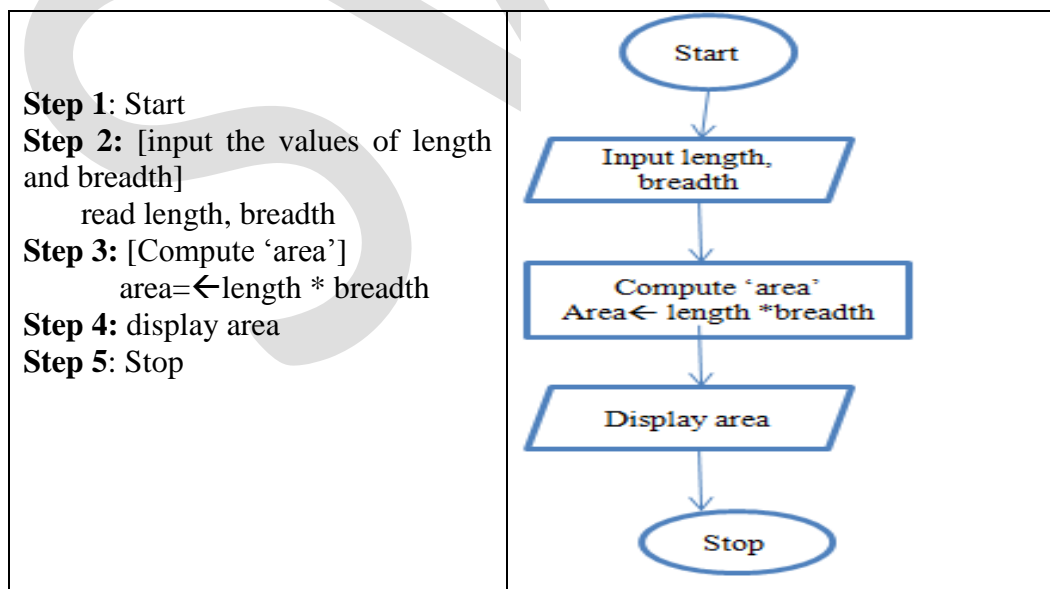 Step 1: Start
Step 2: [input the values of length
and breadth]
read length, breadth
Step 3: [Compute ‘area’]
area=←length * breadth
Step 4: display area
Step 5: Stop
Start
Input length,
breadth
Compute ‘area’
Area← length *breadth
Display area
Stop